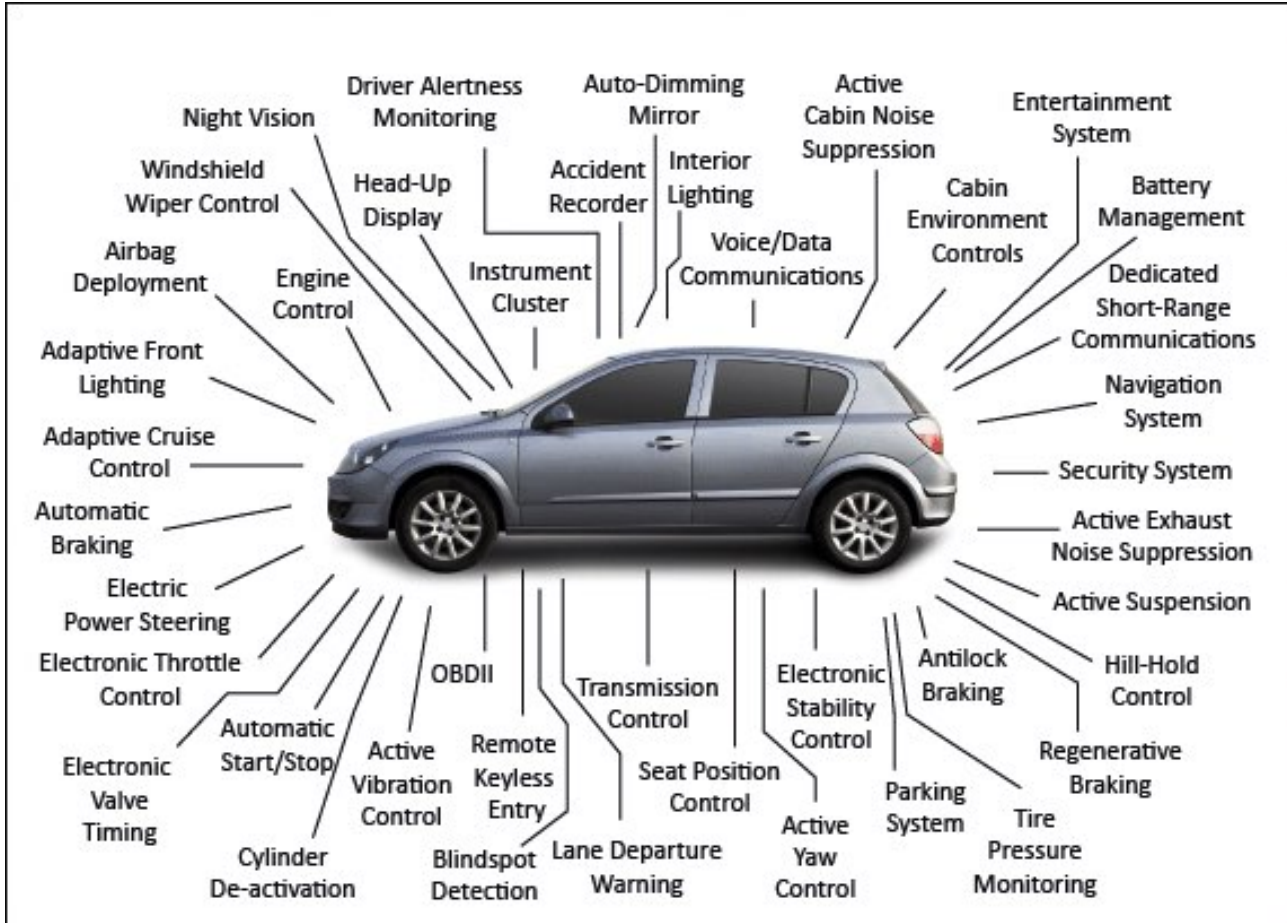 Driver Alertness
Monitoring
Auto-Dimming
Mirror
Active
Cabin Noise
Suppression
Entertainment
System
Night Vision
Windshield
Wiper Control
Head-Up
Display
Accident
Recorder
Interior
Lighting
Cabin
Environment
Controls
Battery
Management
Airbag
Deployment
Engine
Control
Instrument
Cluster
Voice/Data
Communications
Dedicated
Short-Range
Communications
Adaptive Front
Lighting
Navigation
System
Adaptive Cruise
Control
Security System
Automatic
Braking
Active Exhaust
Noise Suppression
Electric
Power Steering
Active Suspension
Electronic Throttle
Control
OBDII
Transmission
Control
Electronic
Stability
Control
Antilock
Braking
Hill-Hold
Control
Electronic
Valve
Timing
Automatic
Start/Stop
Active
Vibration
Control
Remote
Keyless
Entry
Seat Position
Control
Parking
System
Regenerative
Braking
Cylinder
De-activation
Blindspot
Detection
Lane Departure
Warning
Active
Yaw
Control
Tire
Pressure
Monitoring